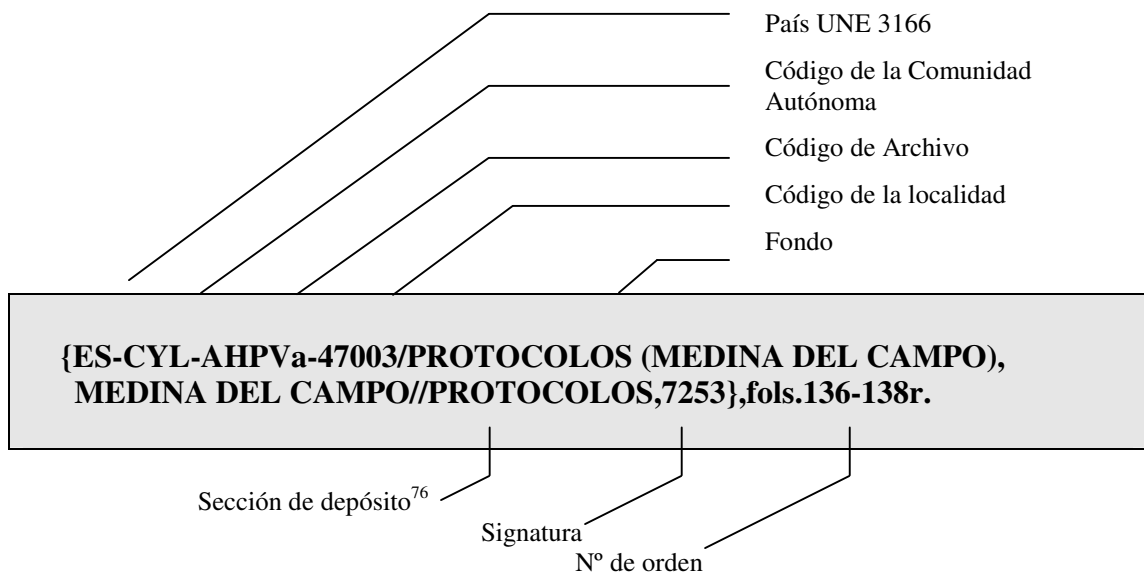 País UNE 3166
Código de la Comunidad
Autónoma
Código de Archivo
Código de la localidad
Fondo
{ES-CYL-AHPVa-47003/PROTOCOLOS (MEDINA DEL CAMPO),
MEDINA DEL CAMPO//PROTOCOLOS,7253},fols.136-138r.
Sección de depósito76
Signatura
Nº de orden